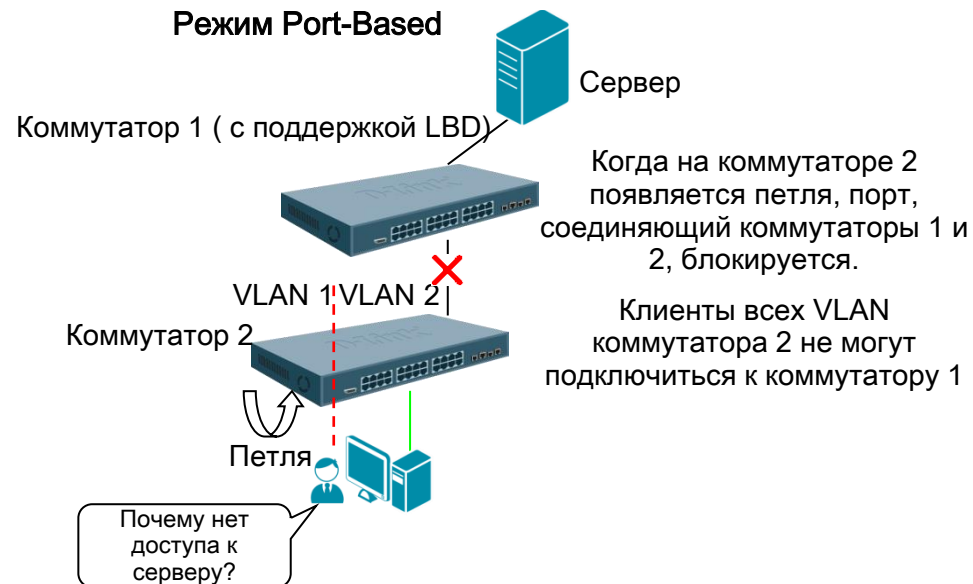 Режим Port-Based
Сервер
Коммутатор 1 ( с поддержкой LBD)
Когда на коммутаторе 2
появляется петля, порт,
соединяющий коммутаторы 1 и
2, блокируется.
VLAN 1 VLAN 2
Клиенты всех VLAN
коммутатора 2 не могут
подключиться к коммутатору 1
Коммутатор 2
Петля
Почему нет
доступа к
серверу?